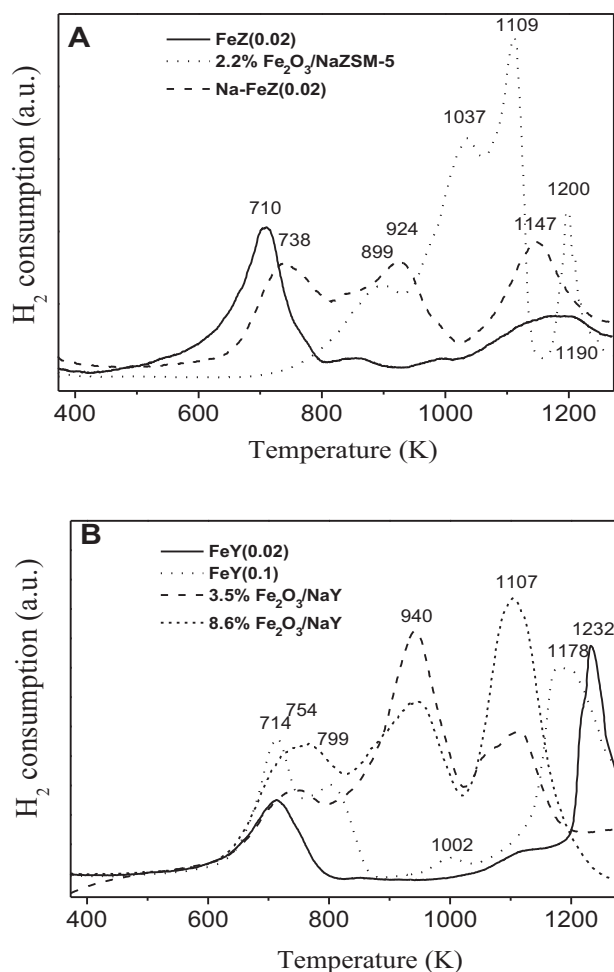 A
FeZ(0.02)
2.2% Fe₂O₃/NaZSM-5
Na-FeZ(0.02)
1109
1037
1200
710
738
924
899
1147
1190
H₂ consumption (a.u.)
400 600 800 1000 1200
Temperature (K)
B
FeY(0.02)
FeY(0.1)
3.5% Fe₂O₃/NaY
8.6% Fe₂O₃/NaY
940
1107
1232
1178
754
714
799
1002
H₂ consumption (a.u.)
400 600 800 1000 1200
Temperature (K)